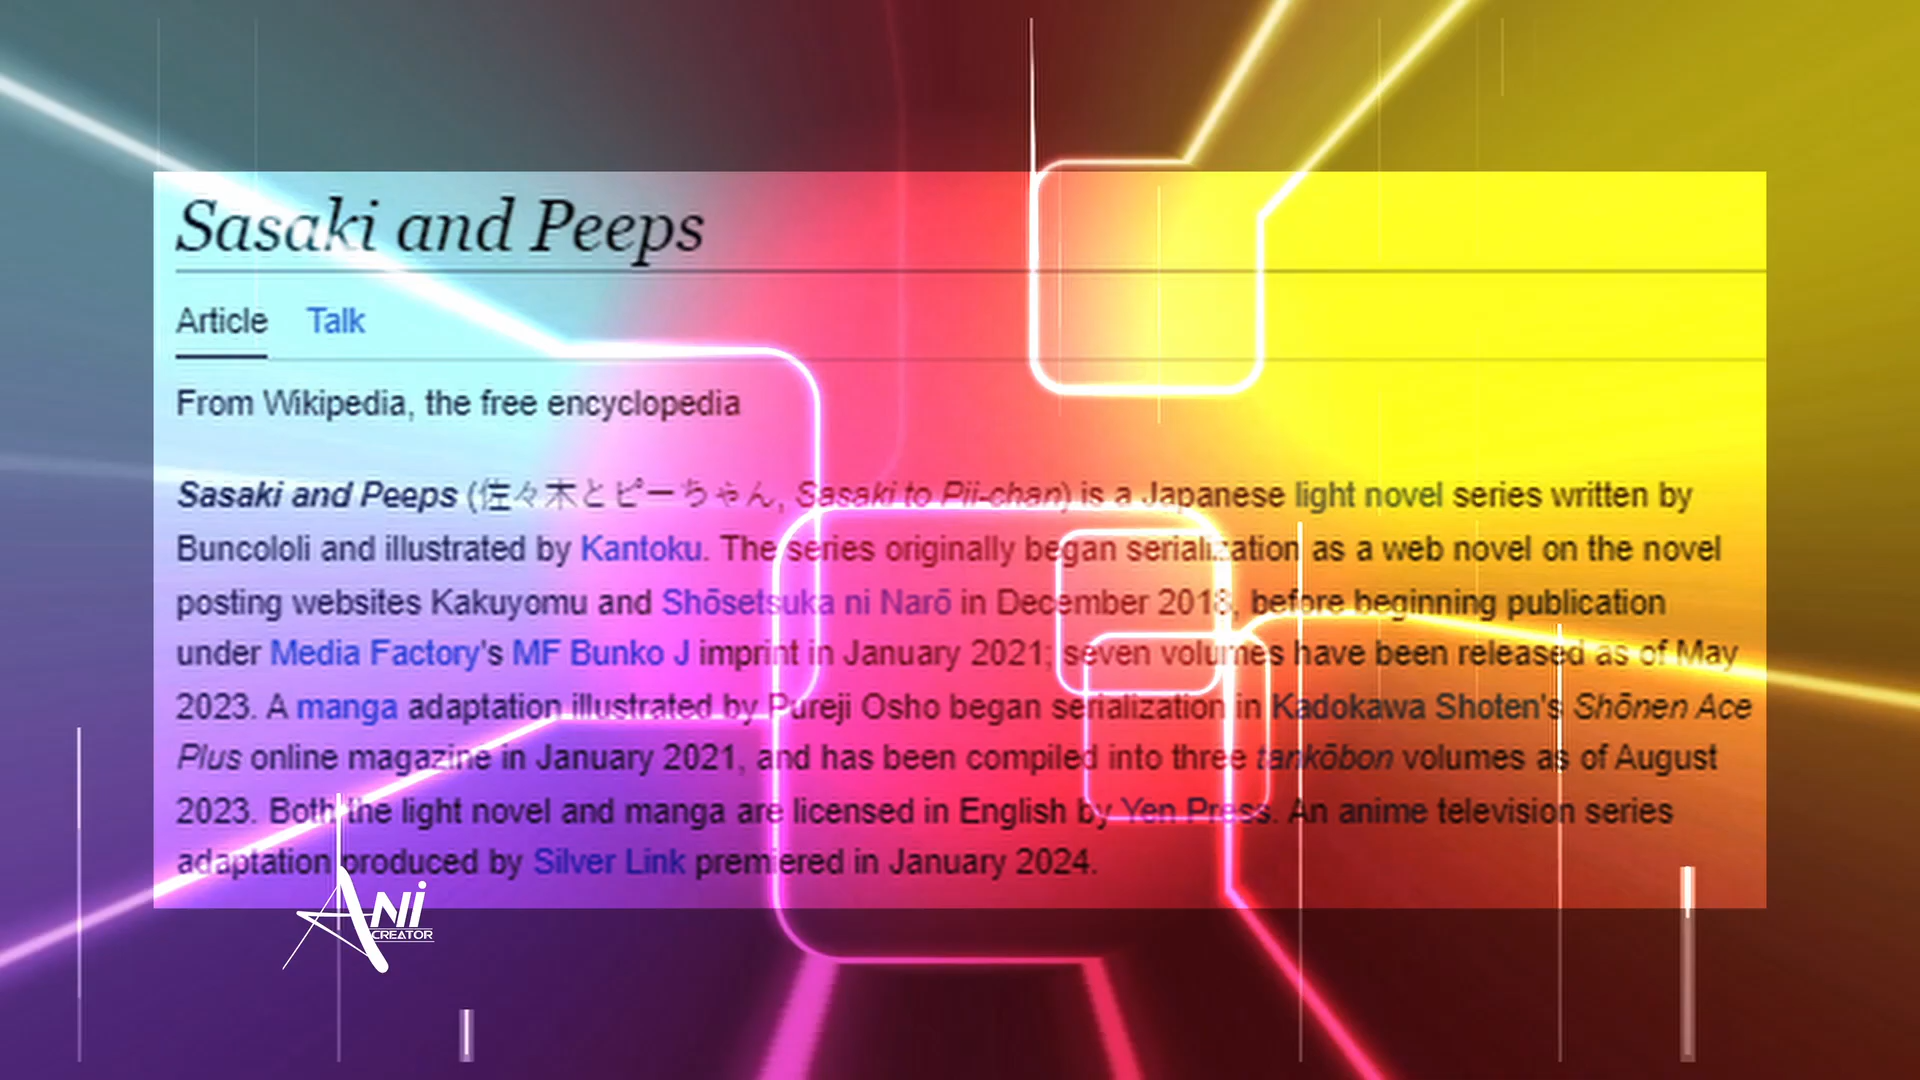 Sasaki and Peeps
Article Talk
From Wikipedia, the free encyclopedia
Sasaki and Peeps (佐々木とピーちゃん, Sasaki to Pii-chan) is a Japanese light novel series written by
Buncololi and illustrated by Kantoku. The series originally began serialization as a web novel on the novel
posting websites Kakuyomu and Shōsetsuka ni Narō in December 2018, before beginning publication
under Media Factory's MF Bunko J imprint in January 2021; seven volumes have been released as of May
2023. A manga adaptation illustrated by Pureji Osho began serialization in Kadokawa Shoten's Shōnen Ace
Plus online magazine in January 2021, and has been compiled into three tankōbon volumes as of August
2023. Both the light novel and manga are licensed in English by Yen Press. An anime television series
adaptation produced by Silver Link premiered in January 2024.
ANiME CREATOR